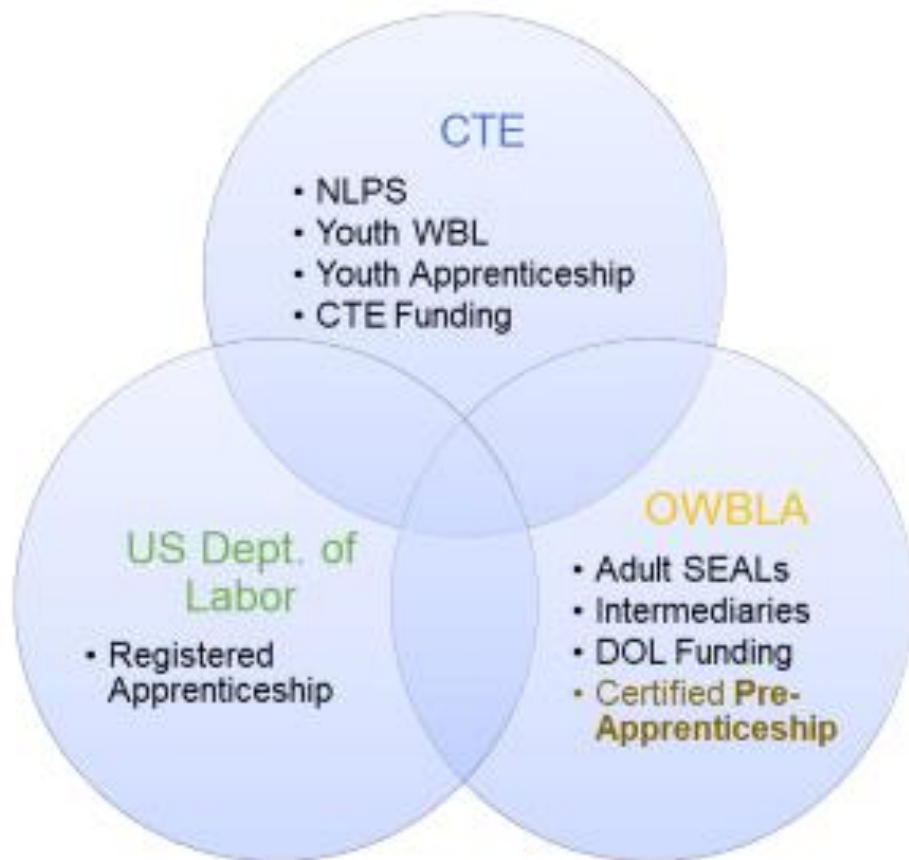 CTE
• NLPS
• Youth WBL
• Youth Apprenticeship
• CTE Funding
US Dept. of
Labor
• Registered
Apprenticeship
OWBLA
• Adult SEALs
• Intermediaries
• DOL Funding
• Certified Pre-
Apprenticeship